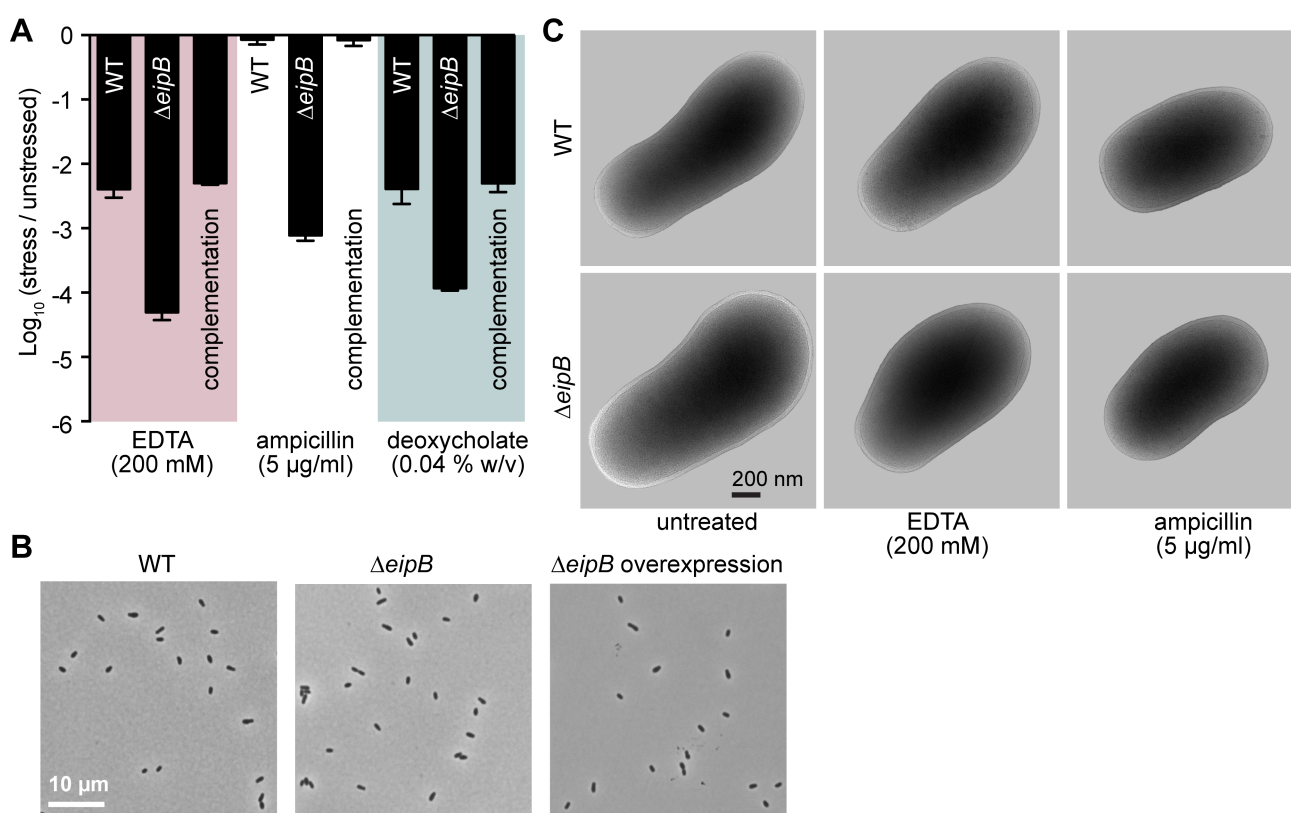 A
0
-1
-2
-3
-4
-5
-6
Log10 (stress / unstressed)
WT
ΔeipB
complementation
WT
ΔeipB
complementation
WT
ΔeipB
complementation
EDTA
(200 mM)
ampicillin
(5 µg/ml)
deoxycholate
(0.04 % w/v)
B
WT
ΔeipB
ΔeipB overexpression
10 µm
C
WT
ΔeipB
200 nm
untreated
EDTA
(200 mM)
ampicillin
(5 µg/ml)